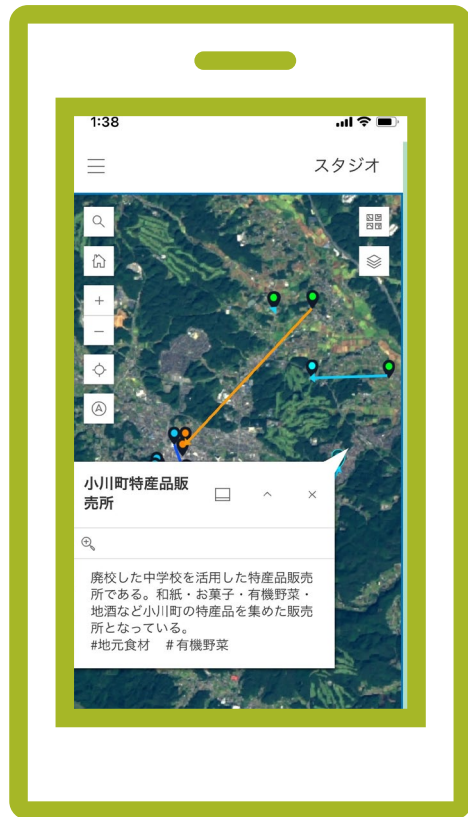 1:38
スタジオ
小川町特産品販
売所
廃校した中学校を活用した特産品販売
所である。和紙・お菓子・有機野菜・
地酒など小川町の特産品を集めた販売
所となっている。
#地元食材　＃有機野菜